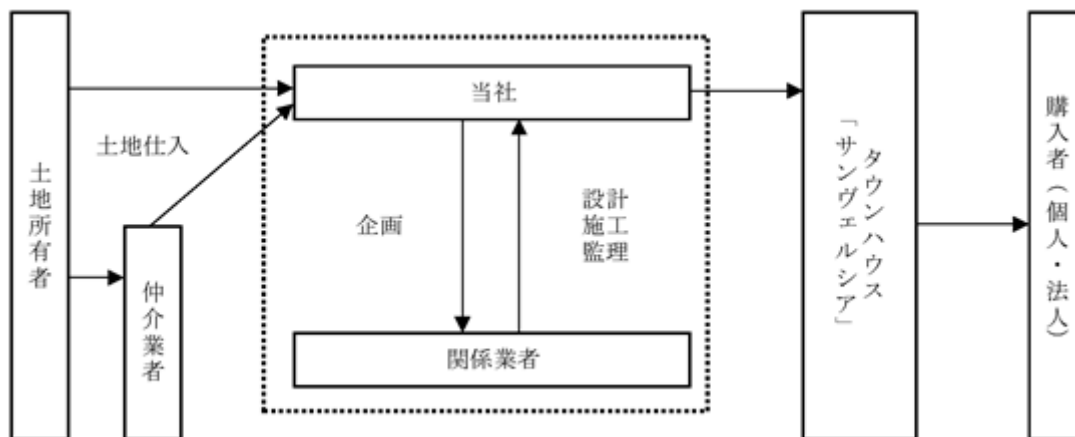 土地所有者
土地仕入
仲介業者
当社
企画
設計
施工
監理
関係業者
タウンハウス
「サンヴェルシア」
購入者(個人・法人)